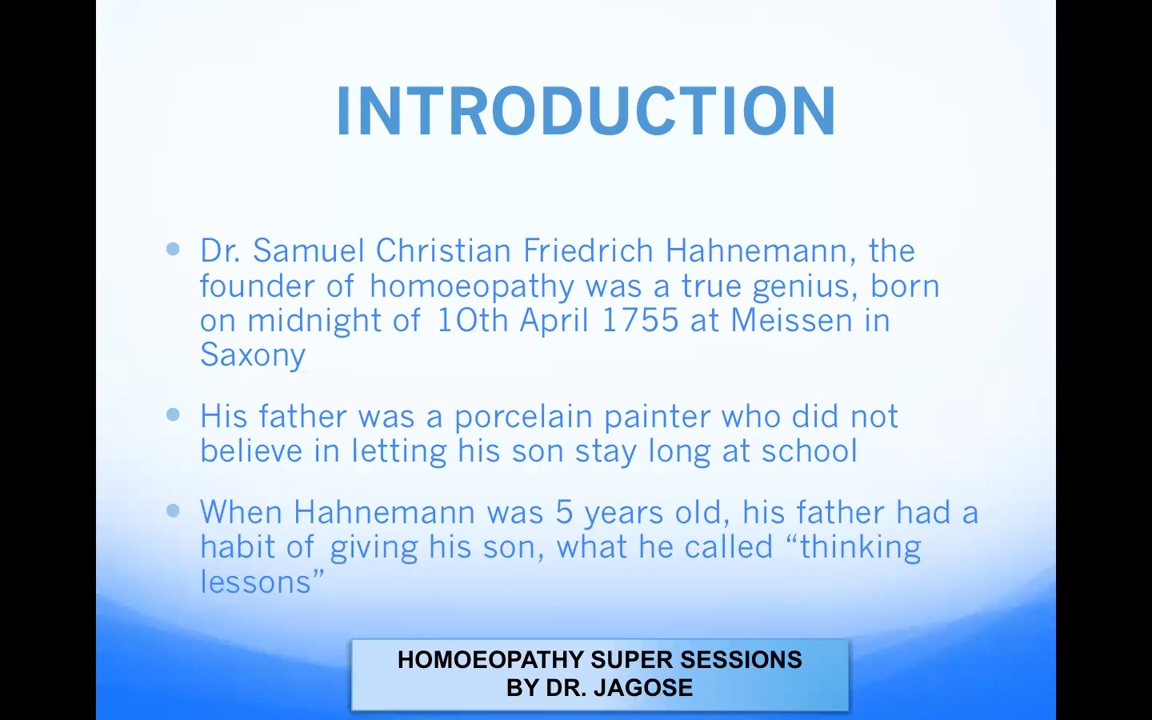 INTRODUCTION
Dr. Samuel Christian Friedrich Hahnemann, the
founder of homoeopathy was a true genius, born
on midnight of 10th April 1755 at Meissen in
Saxony
His father was a porcelain painter who did not
believe in letting his son stay long at school
When Hahnemann was 5 years old, his father had a
habit of giving his son, what he called “thinking
lessons”
HOMOEOPATHY SUPER SESSIONS
BY DR. JAGOSE